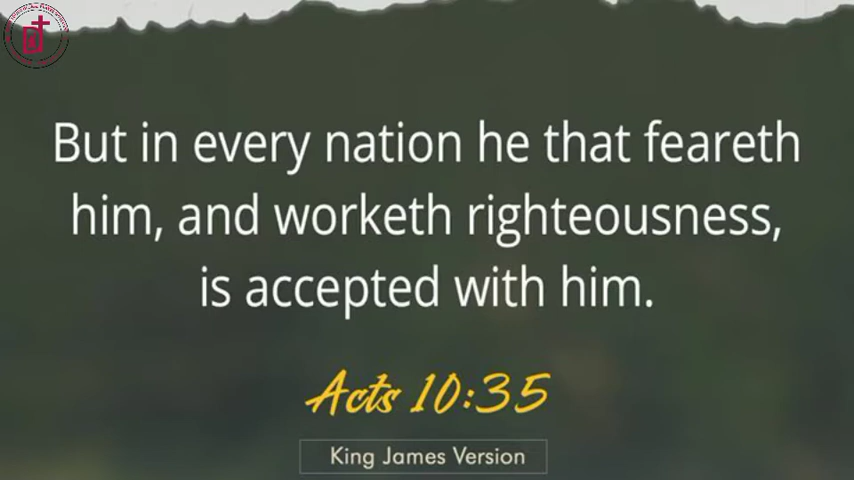 But in every nation he that feareth
him, and worketh righteousness,
is accepted with him.
Acts 10:35
King James Version